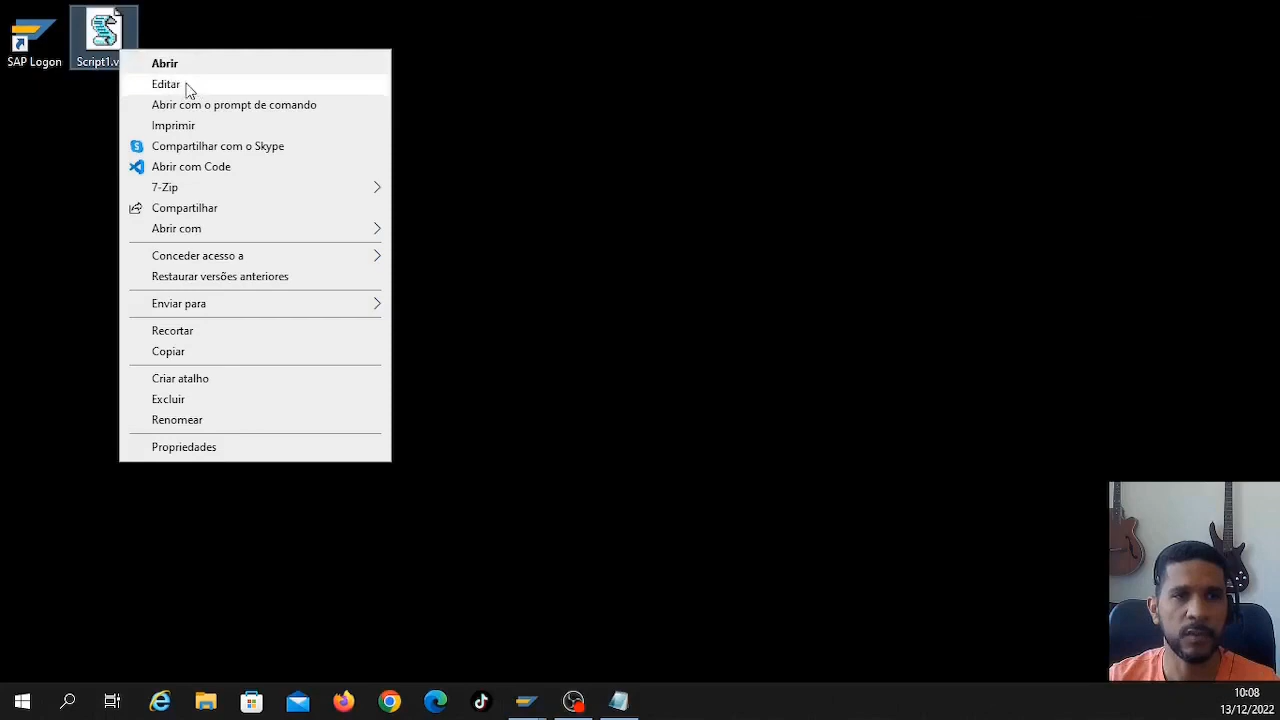 SAP Logon
Script1.v
Abrir
Editar
Abrir com o prompt de comando
Imprimir
Compartilhar com o Skype
Abrir com Code
7-Zip
Compartilhar
Abrir com
Conceder acesso a
Restaurar versões anteriores
Enviar para
Recortar
Copiar
Criar atalho
Excluir
Renomear
Propriedades
10:08
13/12/2022